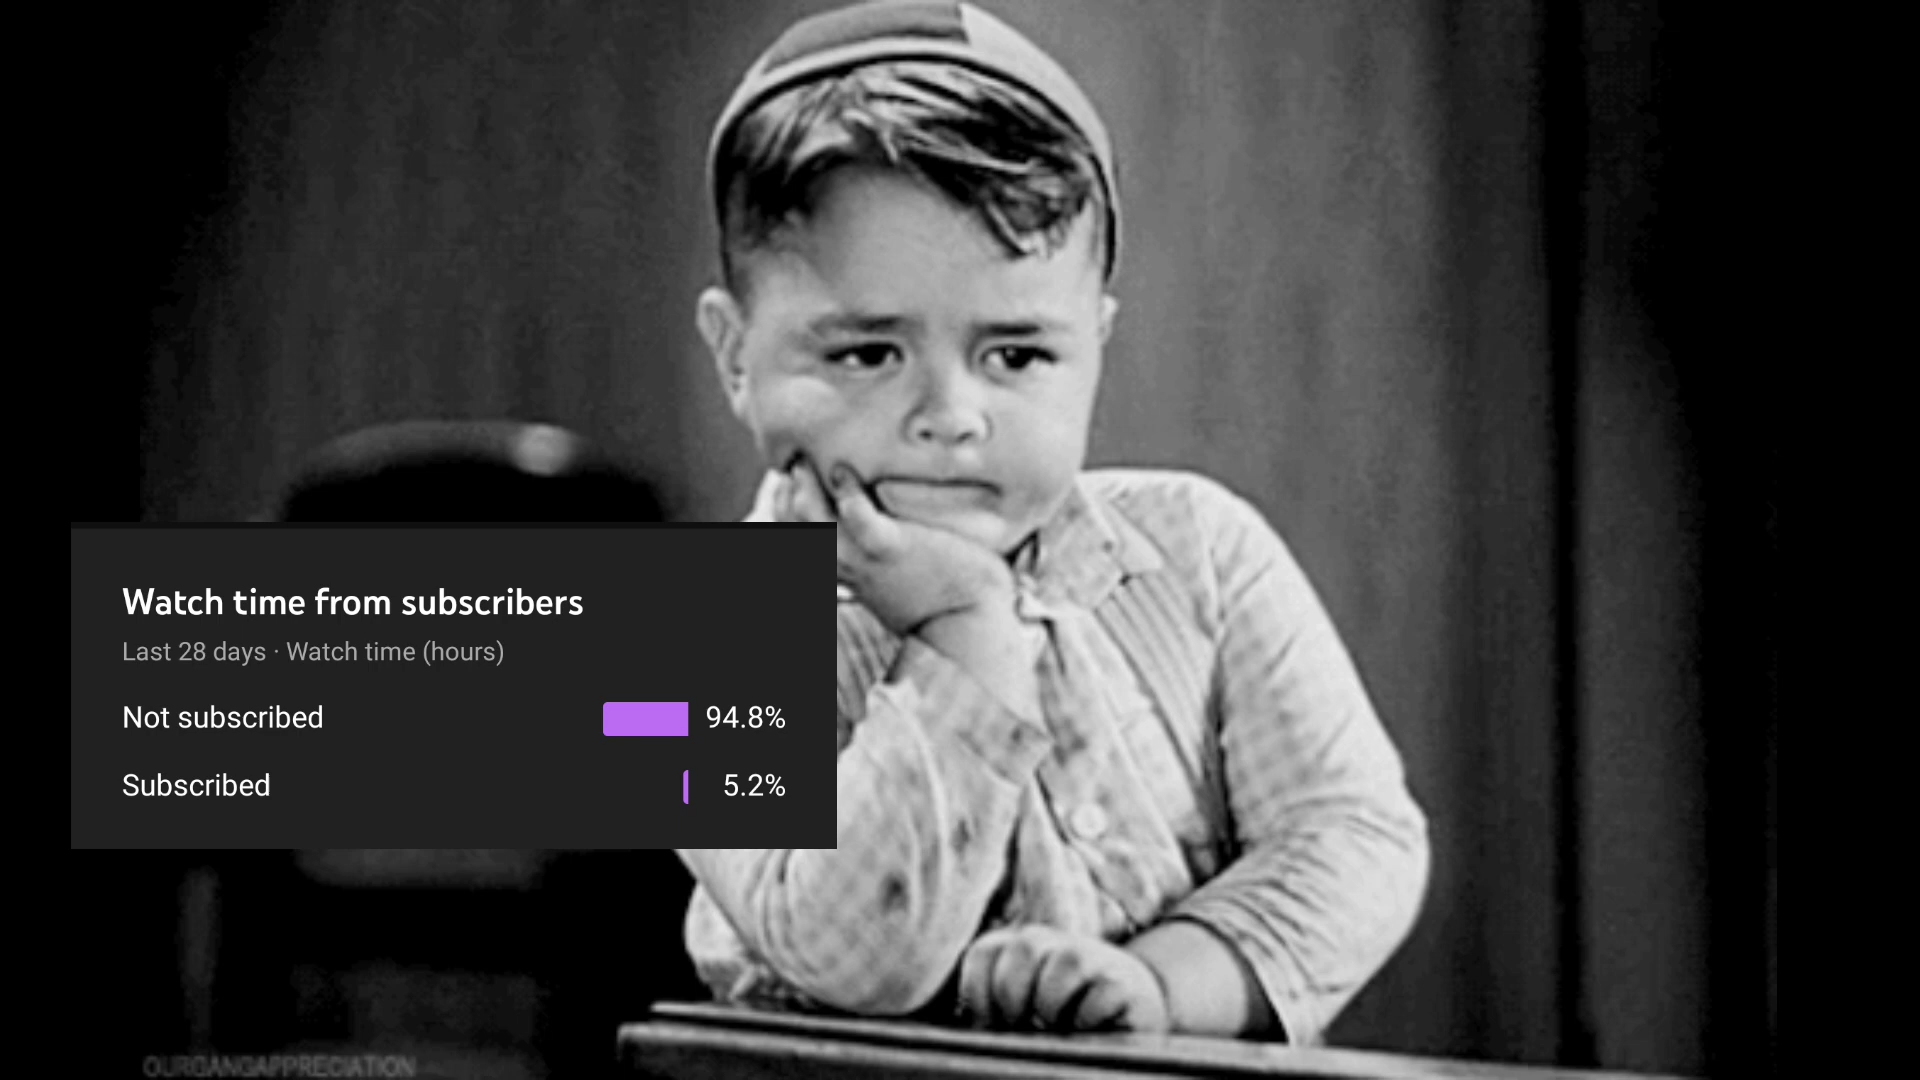 Watch time from subscribers
Last 28 days · Watch time (hours)
Not subscribed 94.8%
Subscribed 5.2%
OURGANGAPPRECIATION